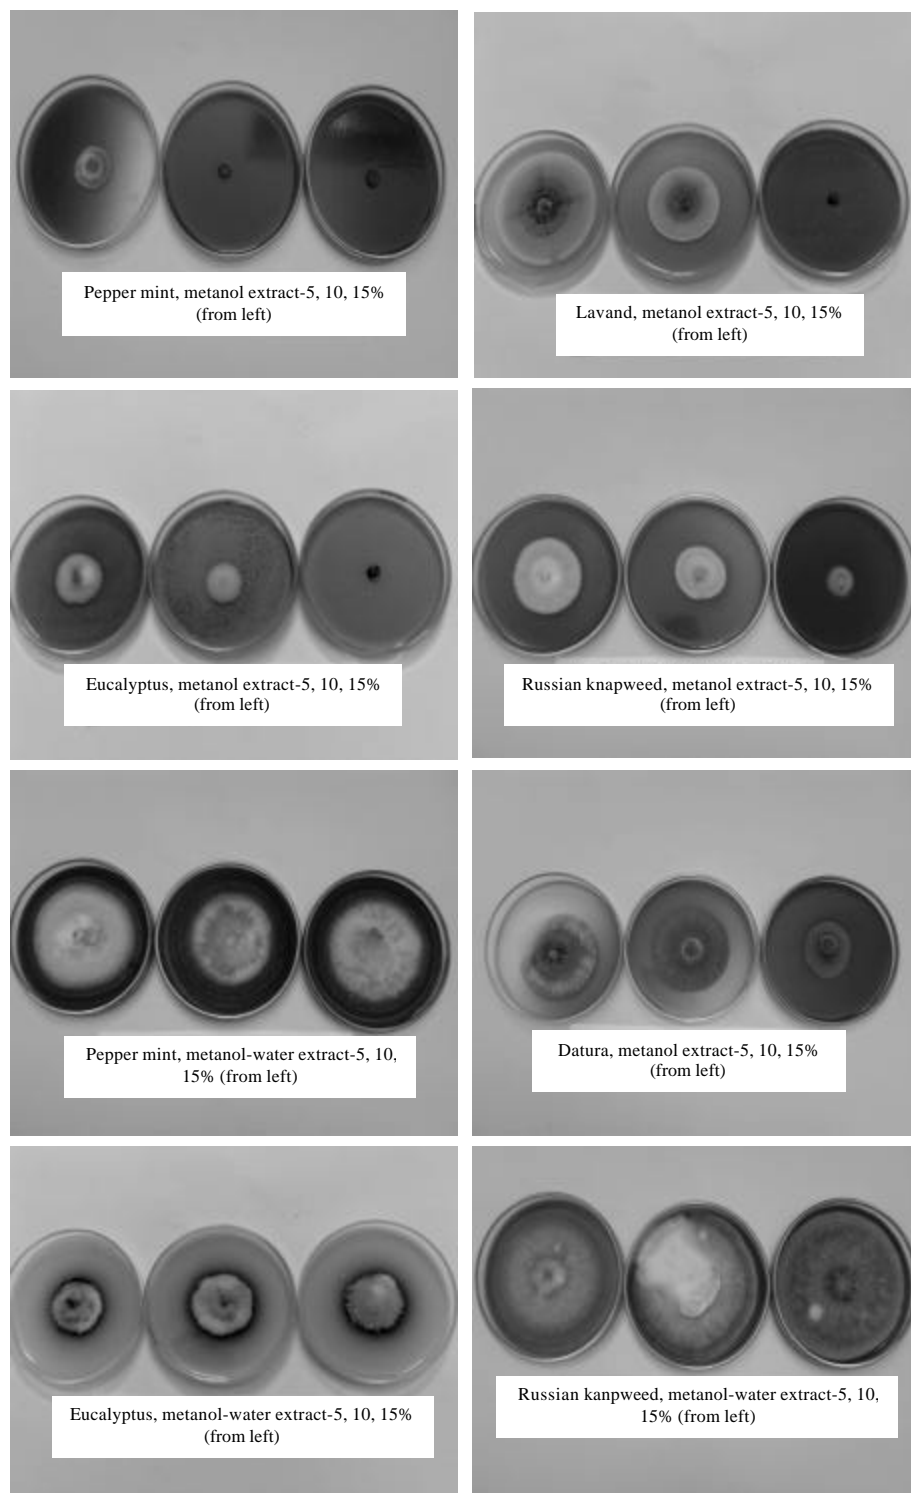 Pepper mint, metanol extract-5, 10, 15%
(from left)
Lavand, metanol extract-5, 10, 15%
(from left)
Eucalyptus, metanol extract-5, 10, 15%
(from left)
Russian knapweed, metanol extract-5, 10, 15%
(from left)
Pepper mint, metanol-water extract-5, 10,
15% (from left)
Datura, metanol extract-5, 10, 15%
(from left)
Eucalyptus, metanol-water extract-5, 10, 15%
(from left)
Russian kanpweed, metanol-water extract-5, 10,
15% (from left)